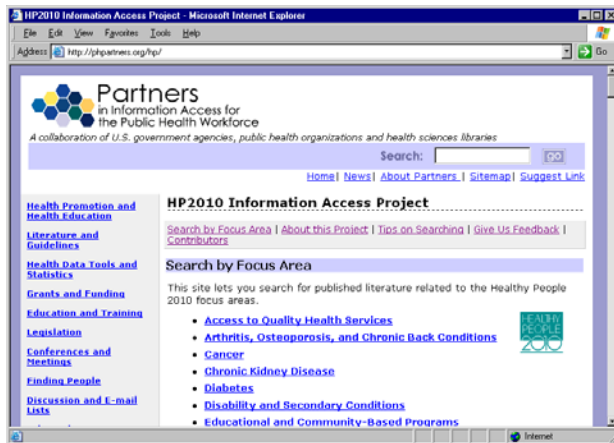 HP2010 Information Access Project - Microsoft Internet Explorer
File Edit View Favorites Tools Help
Address http://phpartners.org/hp/ Go
Partners
in Information Access for
the Public Health Workforce
A collaboration of U.S. government agencies, public health organizations and health sciences libraries
Search: GO
Home| News| About Partners | Sitemap| Suggest Link
Health Promotion and
Health Education
Literature and
Guidelines
Health Data Tools and
Statistics
Grants and Funding
Education and Training
Legislation
Conferences and
Meetings
Finding People
Discussion and E-mail
Lists
HP2010 Information Access Project
Search by Focus Area | About this Project | Tips on Searching | Give Us Feedback |
Contributors
Search by Focus Area
This site lets you search for published literature related to the Healthy People
2010 focus areas.
• Access to Quality Health Services
• Arthritis, Osteoporosis, and Chronic Back Conditions
• Cancer
• Chronic Kidney Disease
• Diabetes
• Disability and Secondary Conditions
• Educational and Community-Based Programs
HEALTHY
PEOPLE
2010
Internet